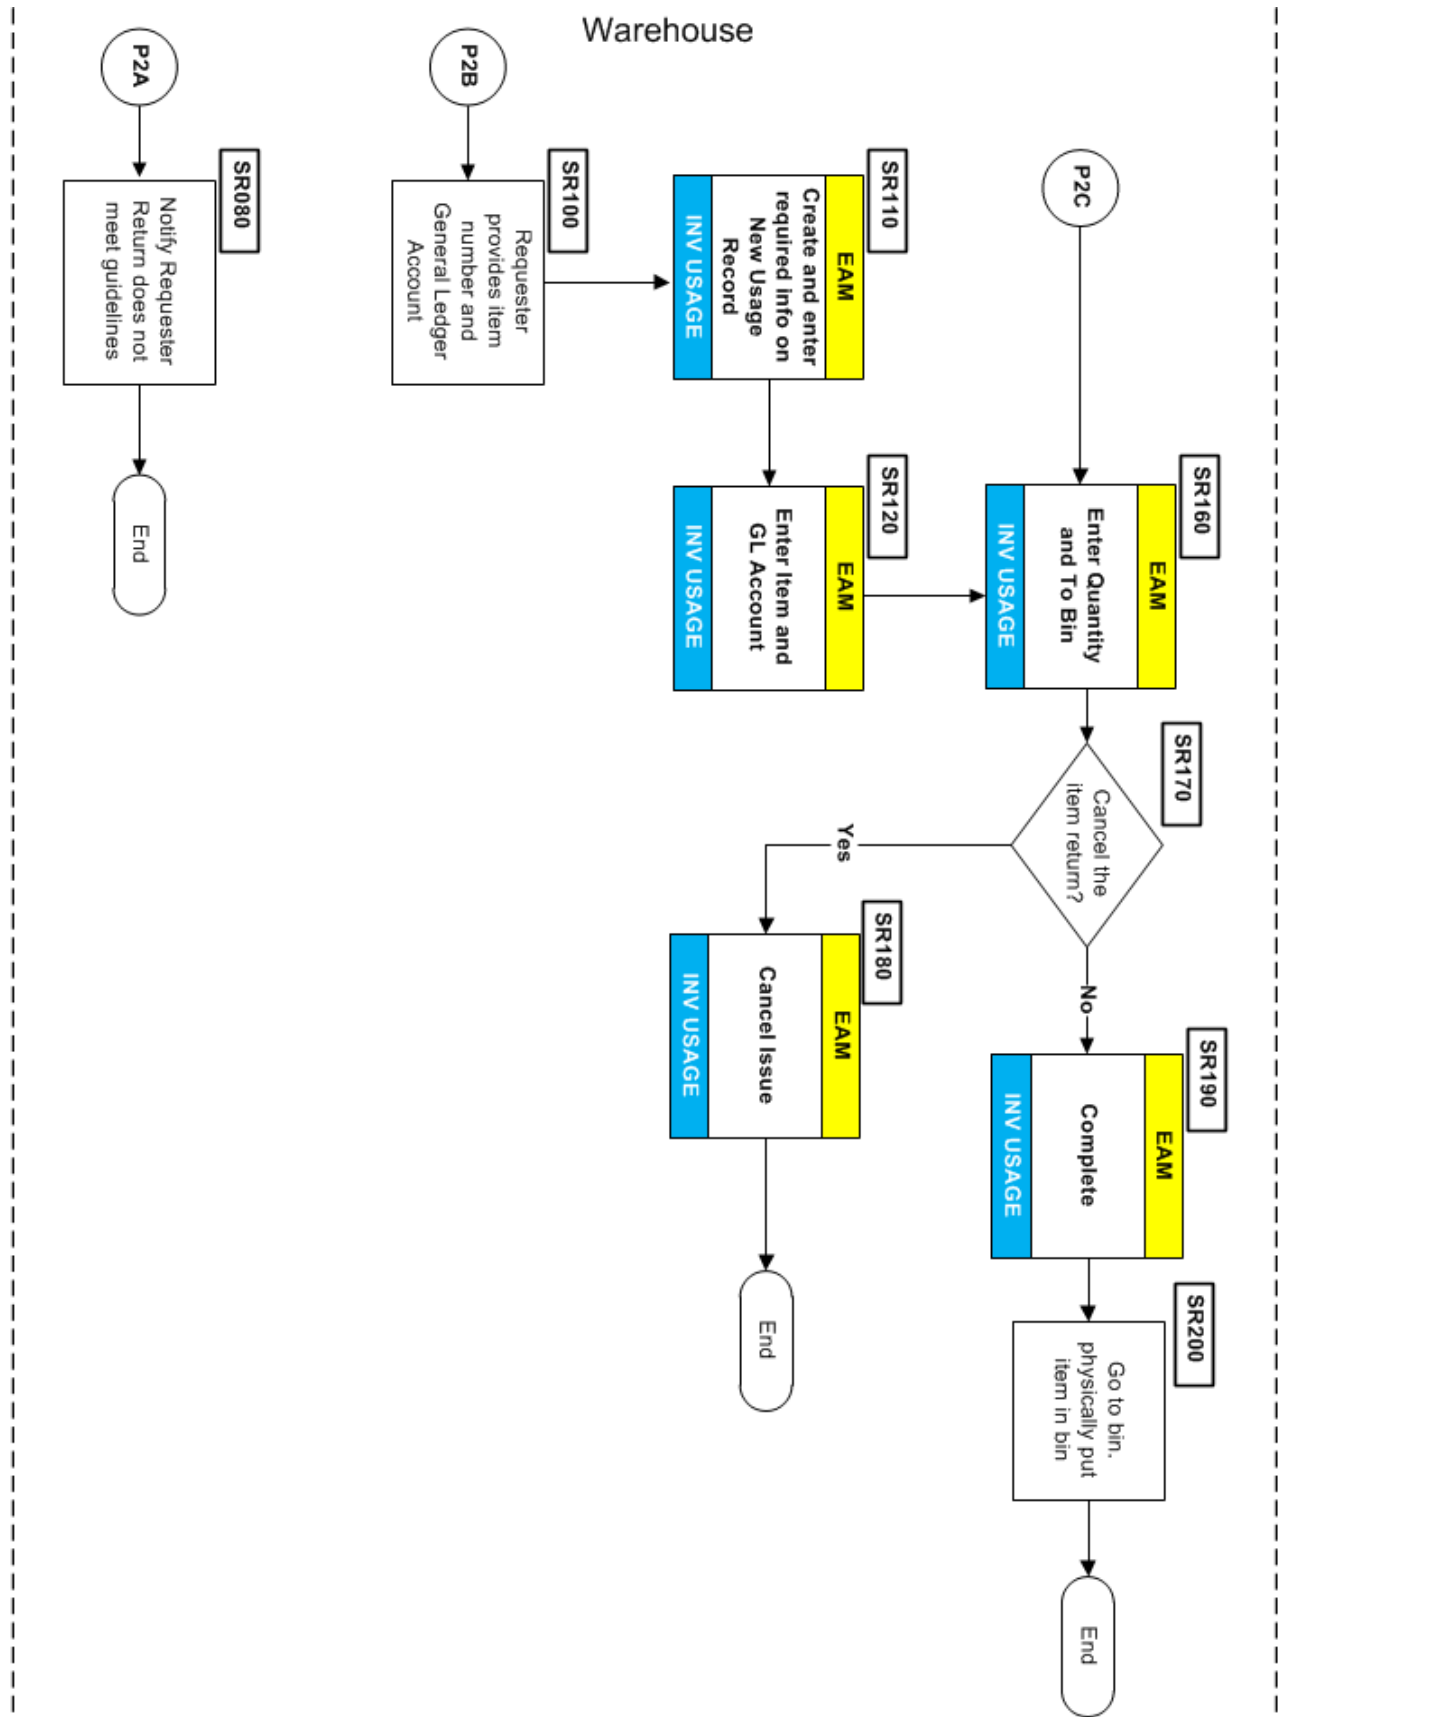 Warehouse
P2C
SR160
EAM
Enter Quantity
and To Bin
INV USAGE
SR170
Cancel the
item return?
No
Yes
SR190
EAM
Complete
INV USAGE
SR200
Go to bin.
physically put
item in bin
End
SR110
EAM
Create and enter
required info on
New Usage
Record
INV USAGE
SR120
EAM
Enter Item and
GL Account
INV USAGE
SR180
EAM
Cancel Issue
INV USAGE
End
P2B
SR100
Requester
provides item
number and
General Ledger
Account
P2A
SR080
Notify Requester
Return does not
meet guidelines
End